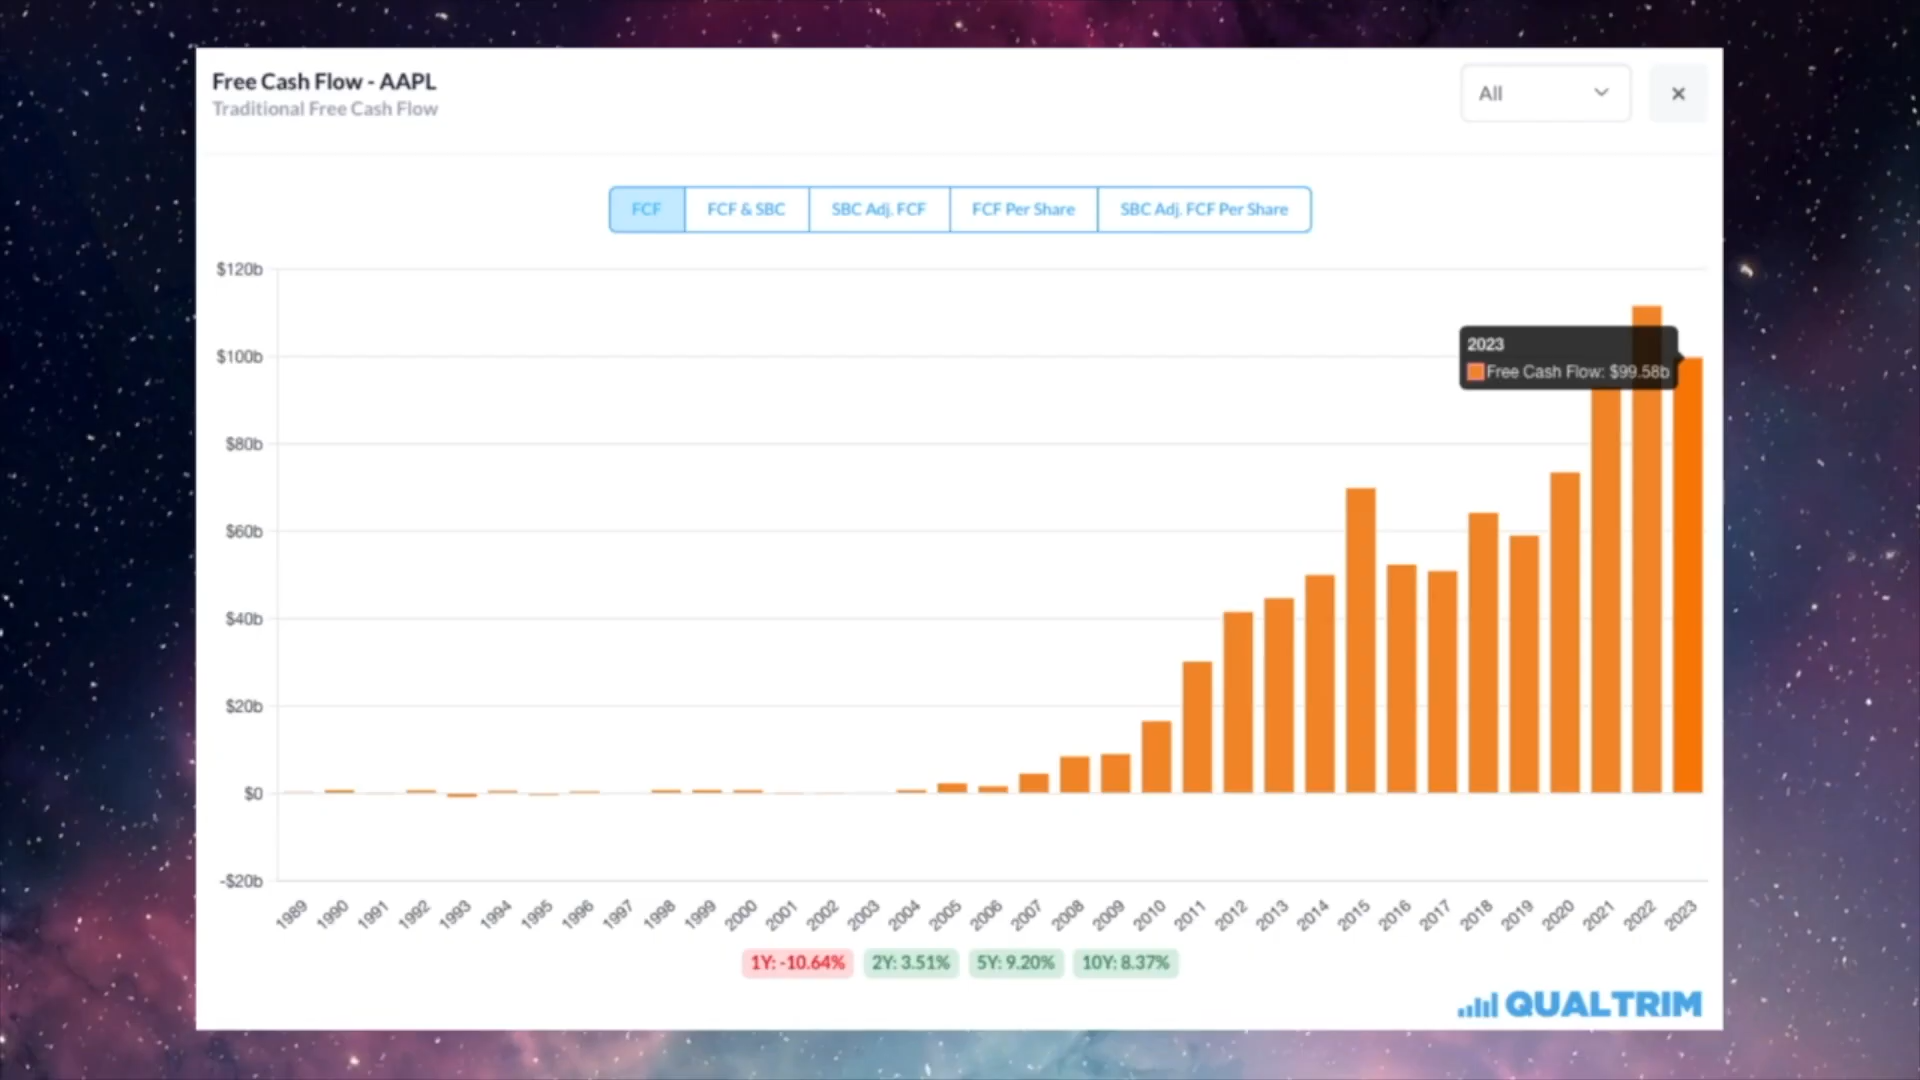 Free Cash Flow - AAPL
Traditional Free Cash Flow
All
×
FCF
FCF & SBC
SBC Adj. FCF
FCF Per Share
SBC Adj. FCF Per Share
$120b
$100b
$80b
$60b
$40b
$20b
$0
-$20b
2023
Free Cash Flow: $99.58b
1989 1990 1991 1992 1993 1994 1995 1996 1997 1998 1999 2000 2001 2002 2003 2004 2005 2006 2007 2008 2009 2010 2011 2012 2013 2014 2015 2016 2017 2018 2019 2020 2021 2022 2023
1Y: -10.64% 2Y: 3.51% 5Y: 9.20% 10Y: 8.37%
QUALTRIM